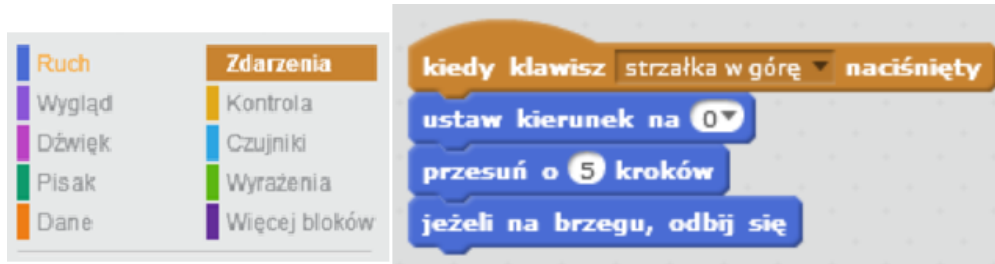 Ruch Zdarzenia
Wygląd Kontrola
Dźwięk Czujniki
Pisak Wyrażenia
Dane Więcej bloków
kiedy klawisz strzałka w górę naciśnięty
ustaw kierunek na 0
przesuń o 5 kroków
jeżeli na brzegu, odbij się